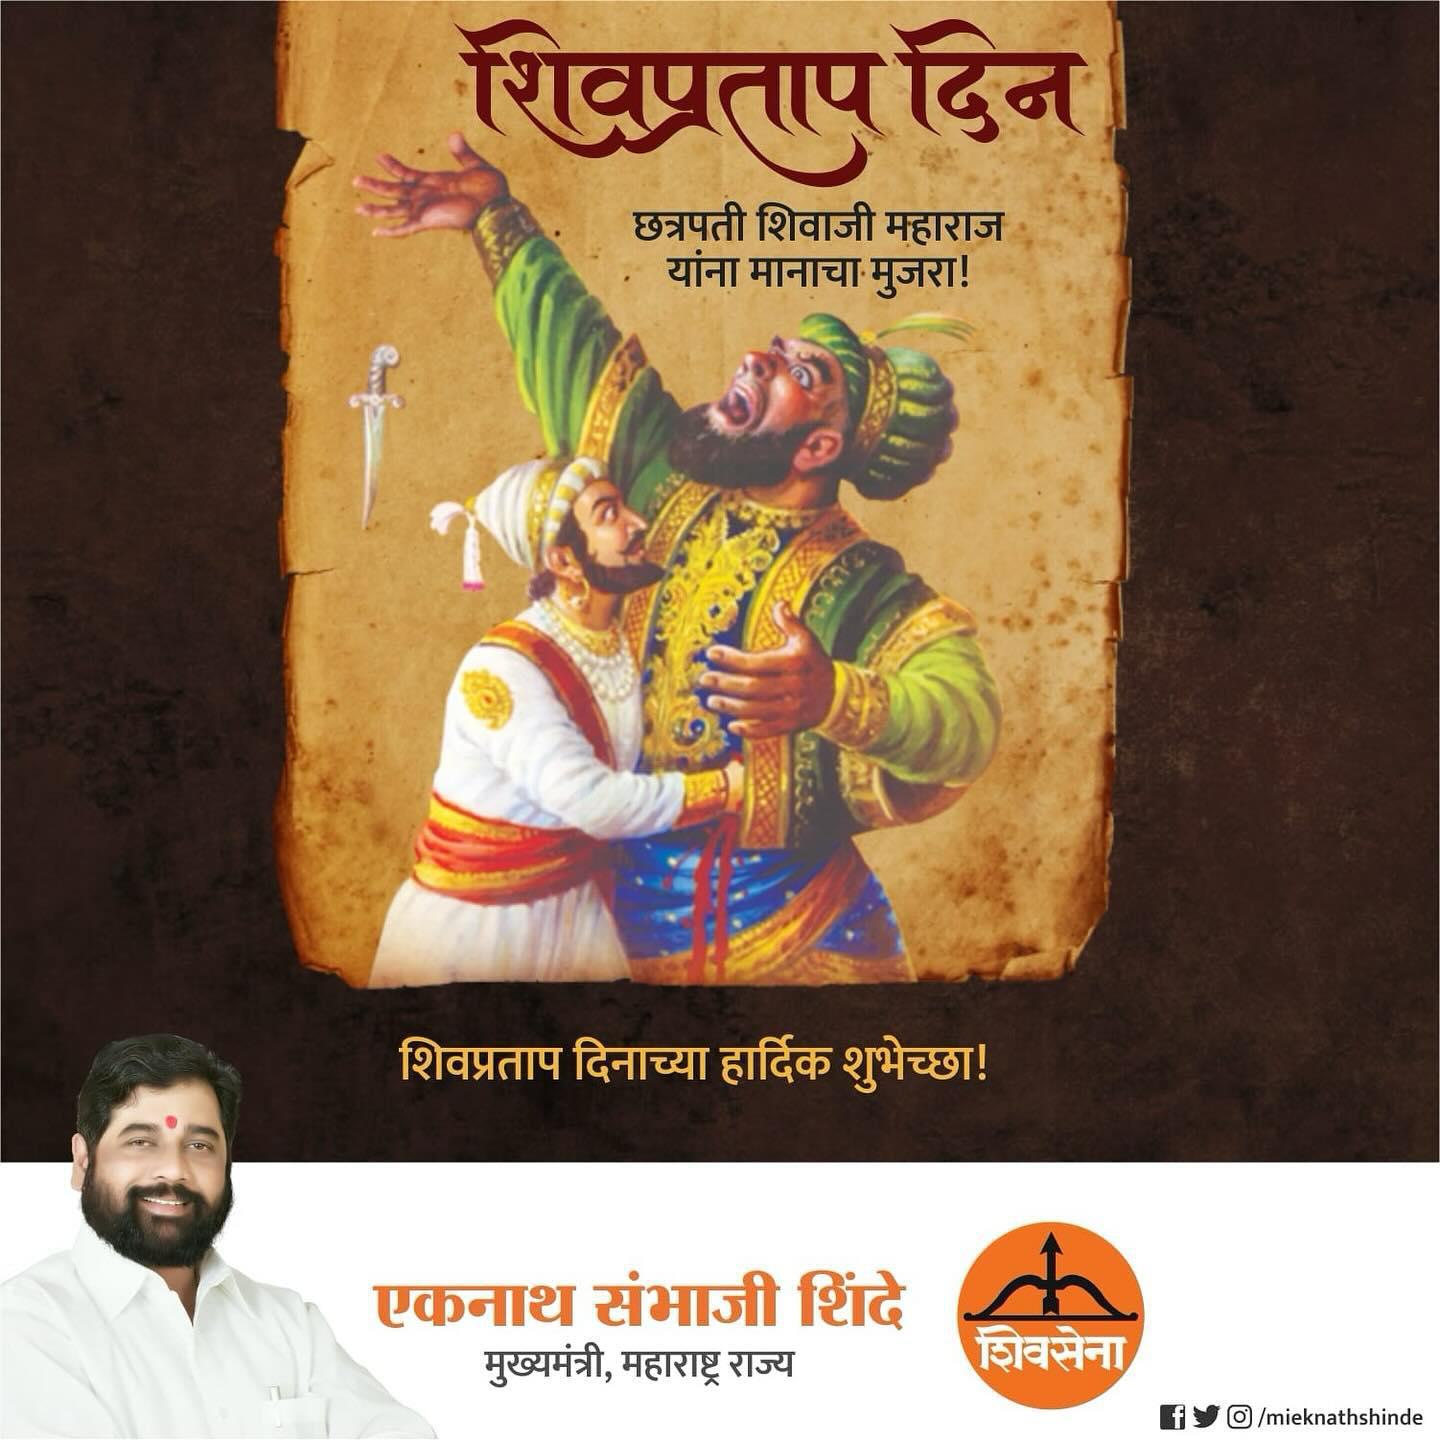 शिवप्रताप दिन
छत्रपती शिवाजी महाराज
यांना मानाचा मुजरा!
शिवप्रताप दिनाच्या हार्दिक शुभेच्छा!
एकनाथ संभाजी शिंदे
मुख्यमंत्री, महाराष्ट्र राज्य
शिवसेना
/mieknathshinde